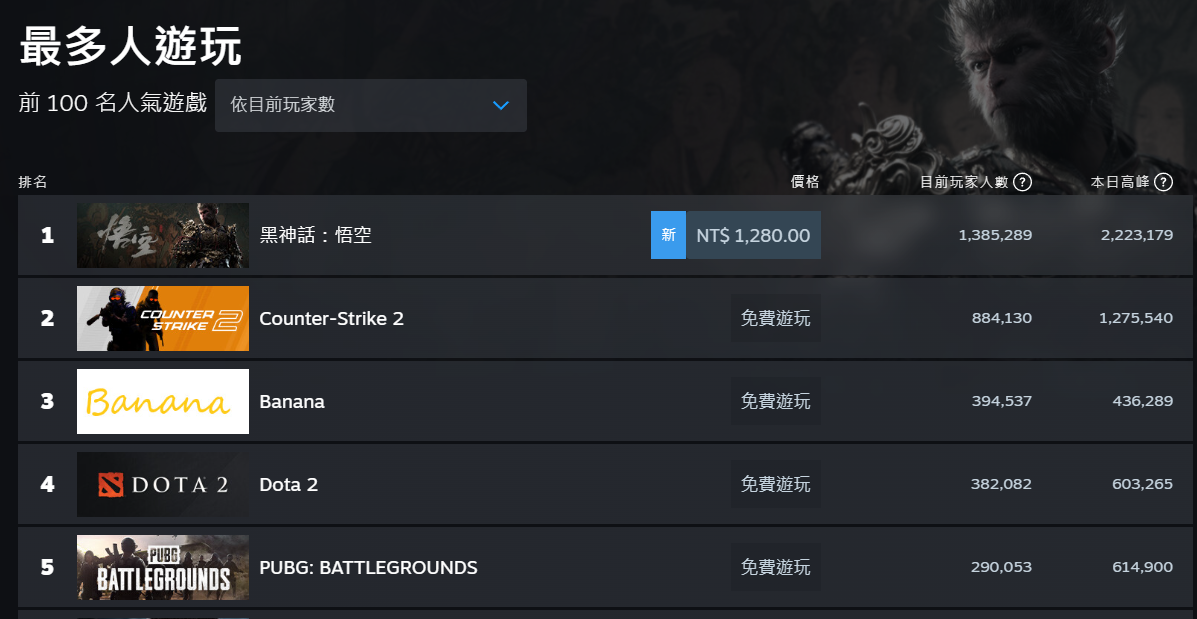 最多人遊玩
前 100 名人氣遊戲 依目前玩家數
排名 價格 目前玩家人數 ? 本日高峰 ?
1 悟空 黑神話：悟空 新 NT$ 1,280.00 1,385,289 2,223,179
2 COUNTER STRIKE 2 Counter-Strike 2 免費遊玩 884,130 1,275,540
3 Banana Banana 免費遊玩 394,537 436,289
4 DOTA 2 Dota 2 免費遊玩 382,082 603,265
5 PUBG BATTLEGROUNDS PUBG: BATTLEGROUNDS 免費遊玩 290,053 614,900